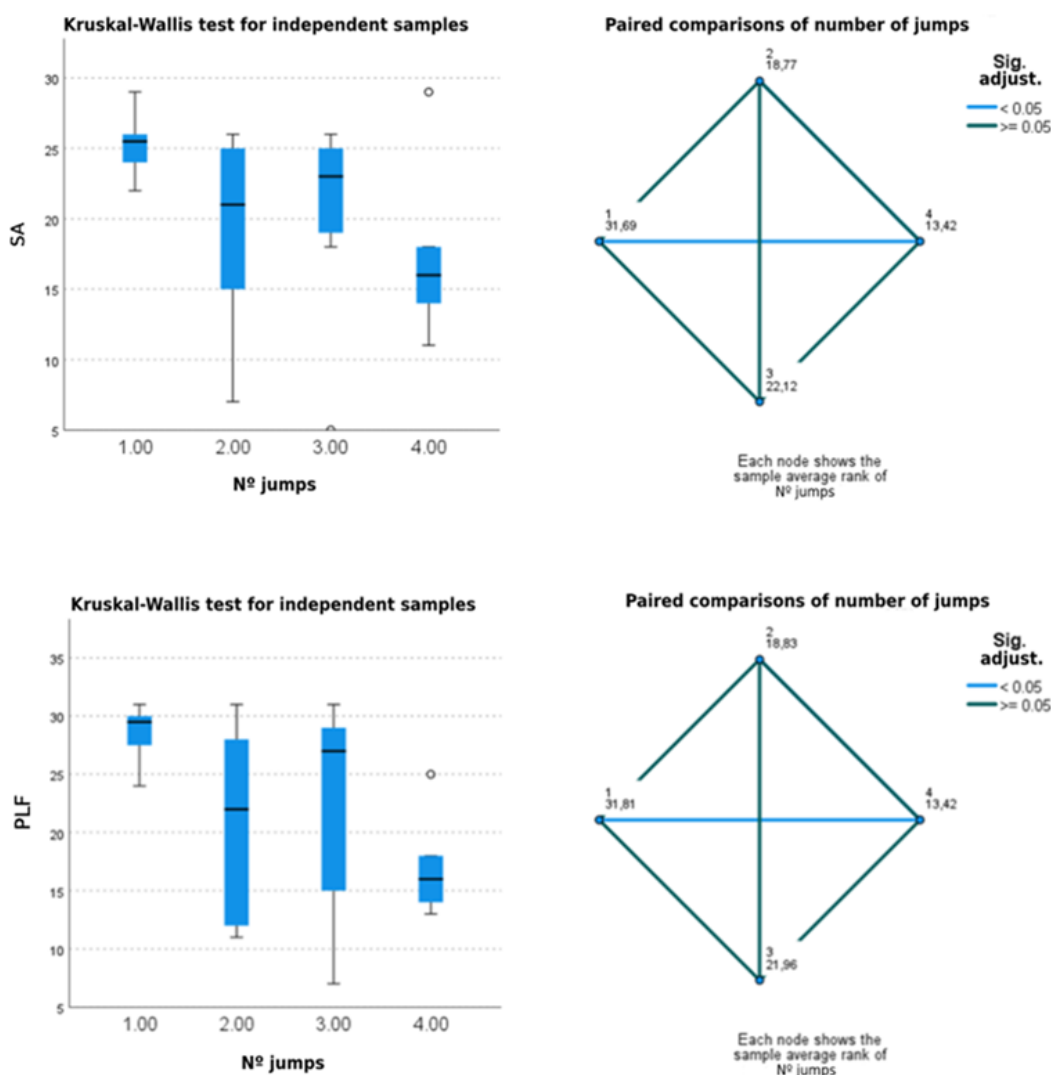 Kruskal-Wallis test for independent samples
SA
30
25
20
15
10
5
1.00 2.00 3.00 4.00
Nº jumps
Paired comparisons of number of jumps
2
18,77
1
31,69
4
13,42
3
22,12
Sig.
adjust.
< 0.05
>= 0.05
Each node shows the
sample average rank of
Nº jumps
Kruskal-Wallis test for independent samples
PLF
35
30
25
20
15
10
5
1.00 2.00 3.00 4.00
Nº jumps
Paired comparisons of number of jumps
2
18,83
1
31,81
4
13,42
3
21,96
Sig.
adjust.
< 0.05
>= 0.05
Each node shows the
sample average rank of
Nº jumps